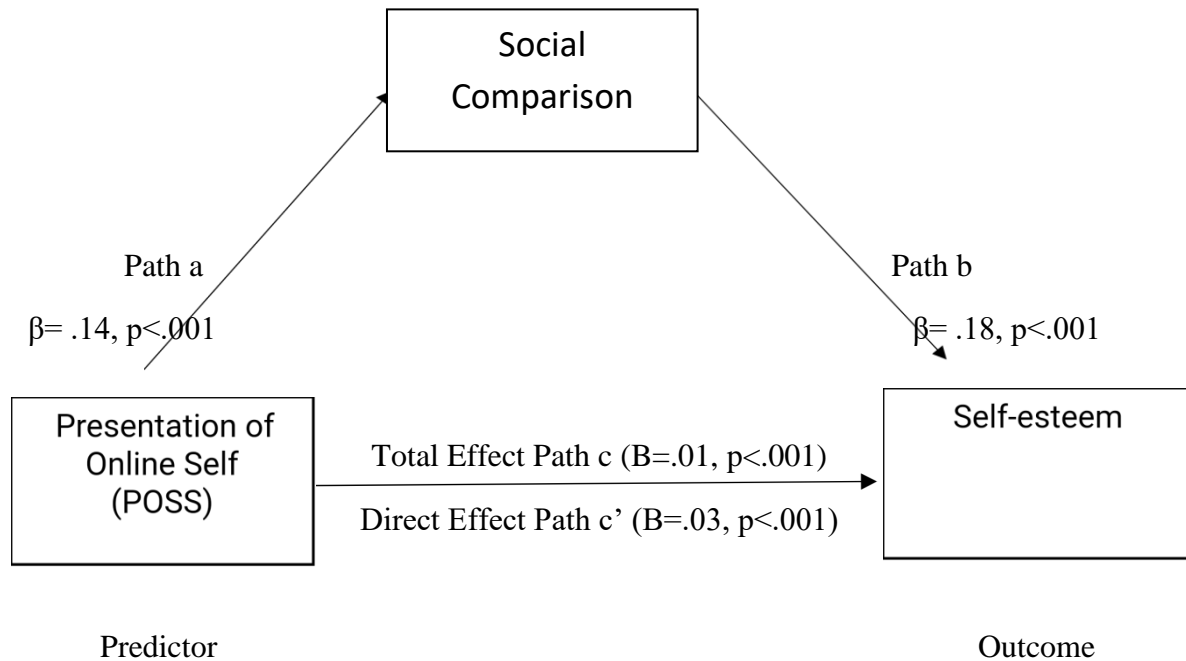 Social
Comparison
Path a
Path b
β= .14, p<.001
β= .18, p<.001
Presentation of
Online Self
(POSS)
Total Effect Path c (B=.01, p<.001)
Direct Effect Path c’ (B=.03, p<.001)
Self-esteem
Predictor
Outcome